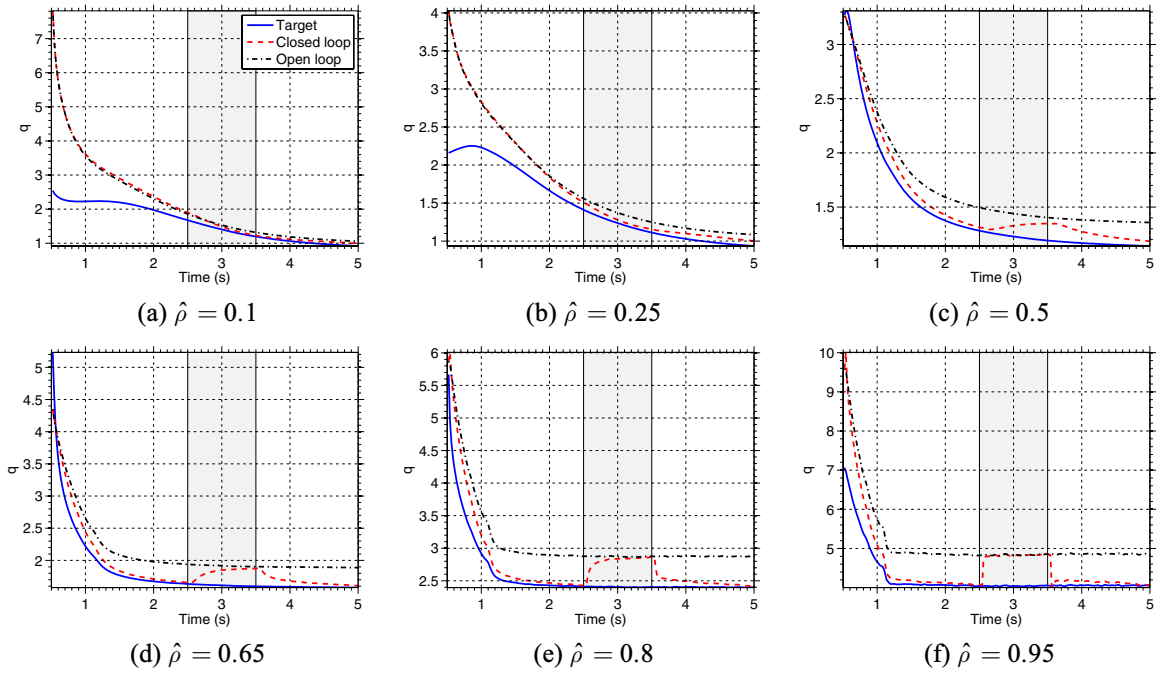 7
6
5
4
3
2
1
q
Target
Closed loop
Open loop
1 2 3 4 5
Time (s)
(a) ρ̂ = 0.1
4
3.5
3
2.5
2
1.5
1
q
1 2 3 4 5
Time (s)
(b) ρ̂ = 0.25
3
2.5
2
1.5
q
1 2 3 4 5
Time (s)
(c) ρ̂ = 0.5
5
4.5
4
3.5
3
2.5
2
q
1 2 3 4 5
Time (s)
(d) ρ̂ = 0.65
6
5.5
5
4.5
4
3.5
3
2.5
q
1 2 3 4 5
Time (s)
(e) ρ̂ = 0.8
10
9
8
7
6
5
q
1 2 3 4 5
Time (s)
(f) ρ̂ = 0.95